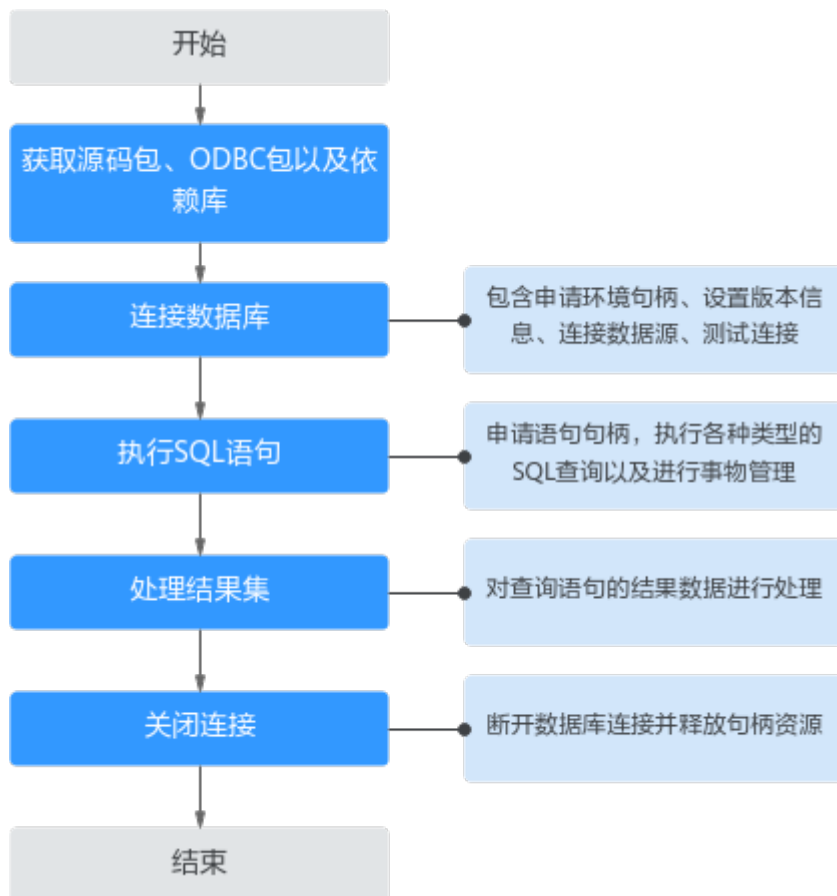 开始
获取源码包、ODBC包以及依
赖库
连接数据库
包含申请环境句柄、设置版本信
息、连接数据源、测试连接
执行SQL语句
申请语句句柄，执行各种类型的
SQL查询以及进行事物管理
处理结果集
对查询语句的结果数据进行处理
关闭连接
断开数据库连接并释放句柄资源
结束